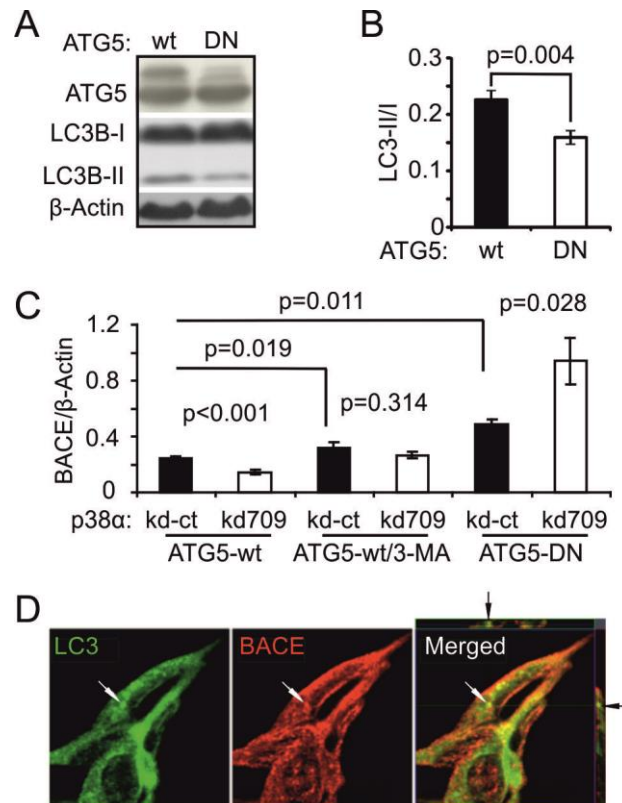 A
ATG5: wt DN
ATG5
LC3B-I
LC3B-II
β-Actin
B
p=0.004
LC3-II/I
0.3
0.2
0.1
0
ATG5: wt DN
C
BACE/β-Actin
1.2
0.8
0.4
0
p=0.011
p=0.028
p=0.019
p<0.001
p=0.314
p38α: kd-ct kd709 kd-ct kd709 kd-ct kd709
ATG5-wt ATG5-wt/3-MA ATG5-DN
D
LC3 BACE Merged